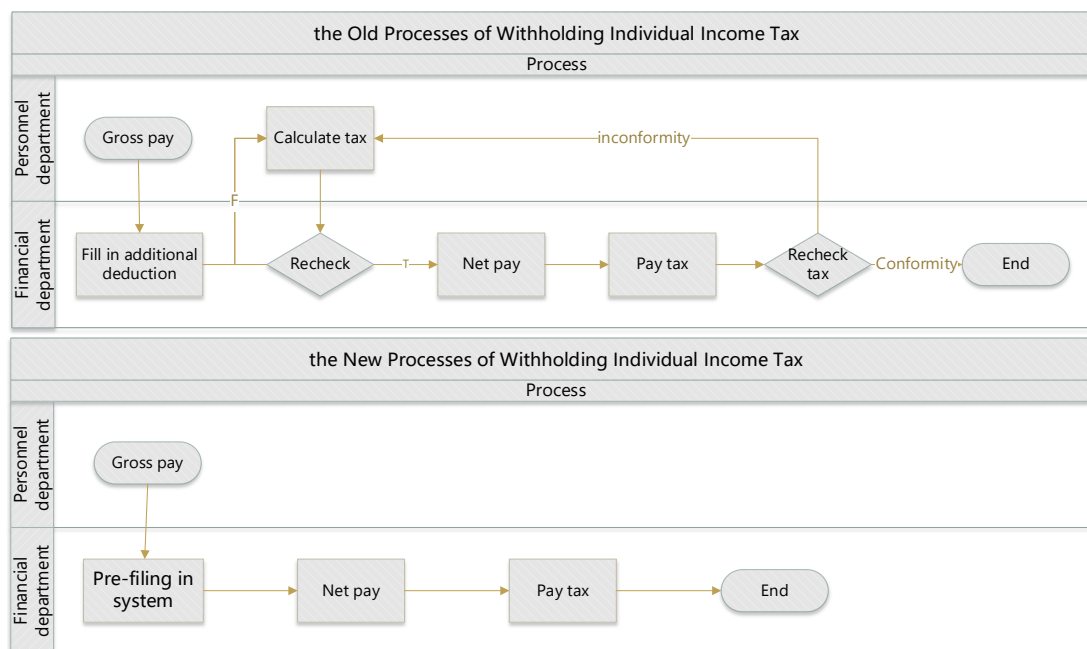 the Old Processes of Withholding Individual Income Tax
Process
Personnel
department
Gross pay
Calculate tax
inconformity
F
Financial
department
Fill in additional
deduction
Recheck
T
Net pay
Pay tax
Recheck
tax
Conformity
End
the New Processes of Withholding Individual Income Tax
Process
Personnel
department
Gross pay
Financial
department
Pre-filing in
system
Net pay
Pay tax
End